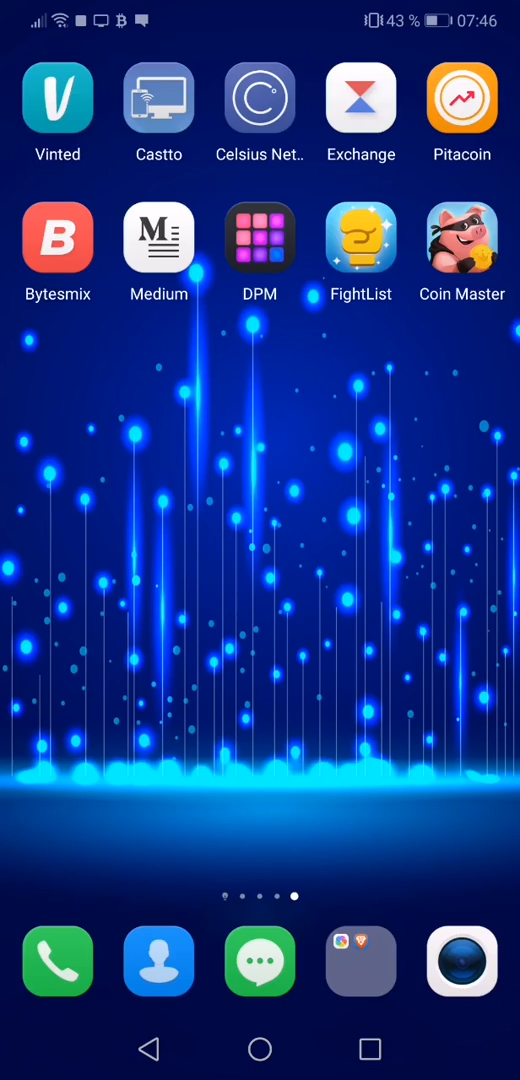 43 % 07:46
Vinted
Castto
Celsius Net..
Exchange
Pitacoin
B
M
Bytesmix
Medium
DPM
FightList
Coin Master